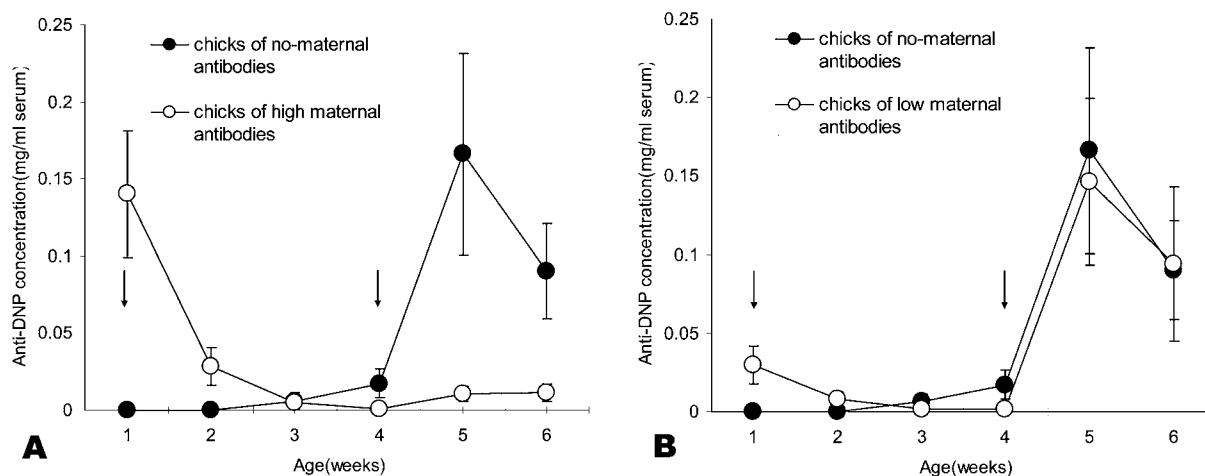 0.25
0.2
0.15
0.1
0.05
0
Anti-DNP concentration(mg/ml serum)
chicks of no-maternal
antibodies
chicks of high maternal
antibodies
1 2 3 4 5 6
Age(weeks)
A
0.25
0.2
0.15
0.1
0.05
0
Anti-DNP concentration(mg/ml serum)
chicks of no-maternal
antibodies
chicks of low maternal
antibodies
1 2 3 4 5 6
Age(weeks)
B